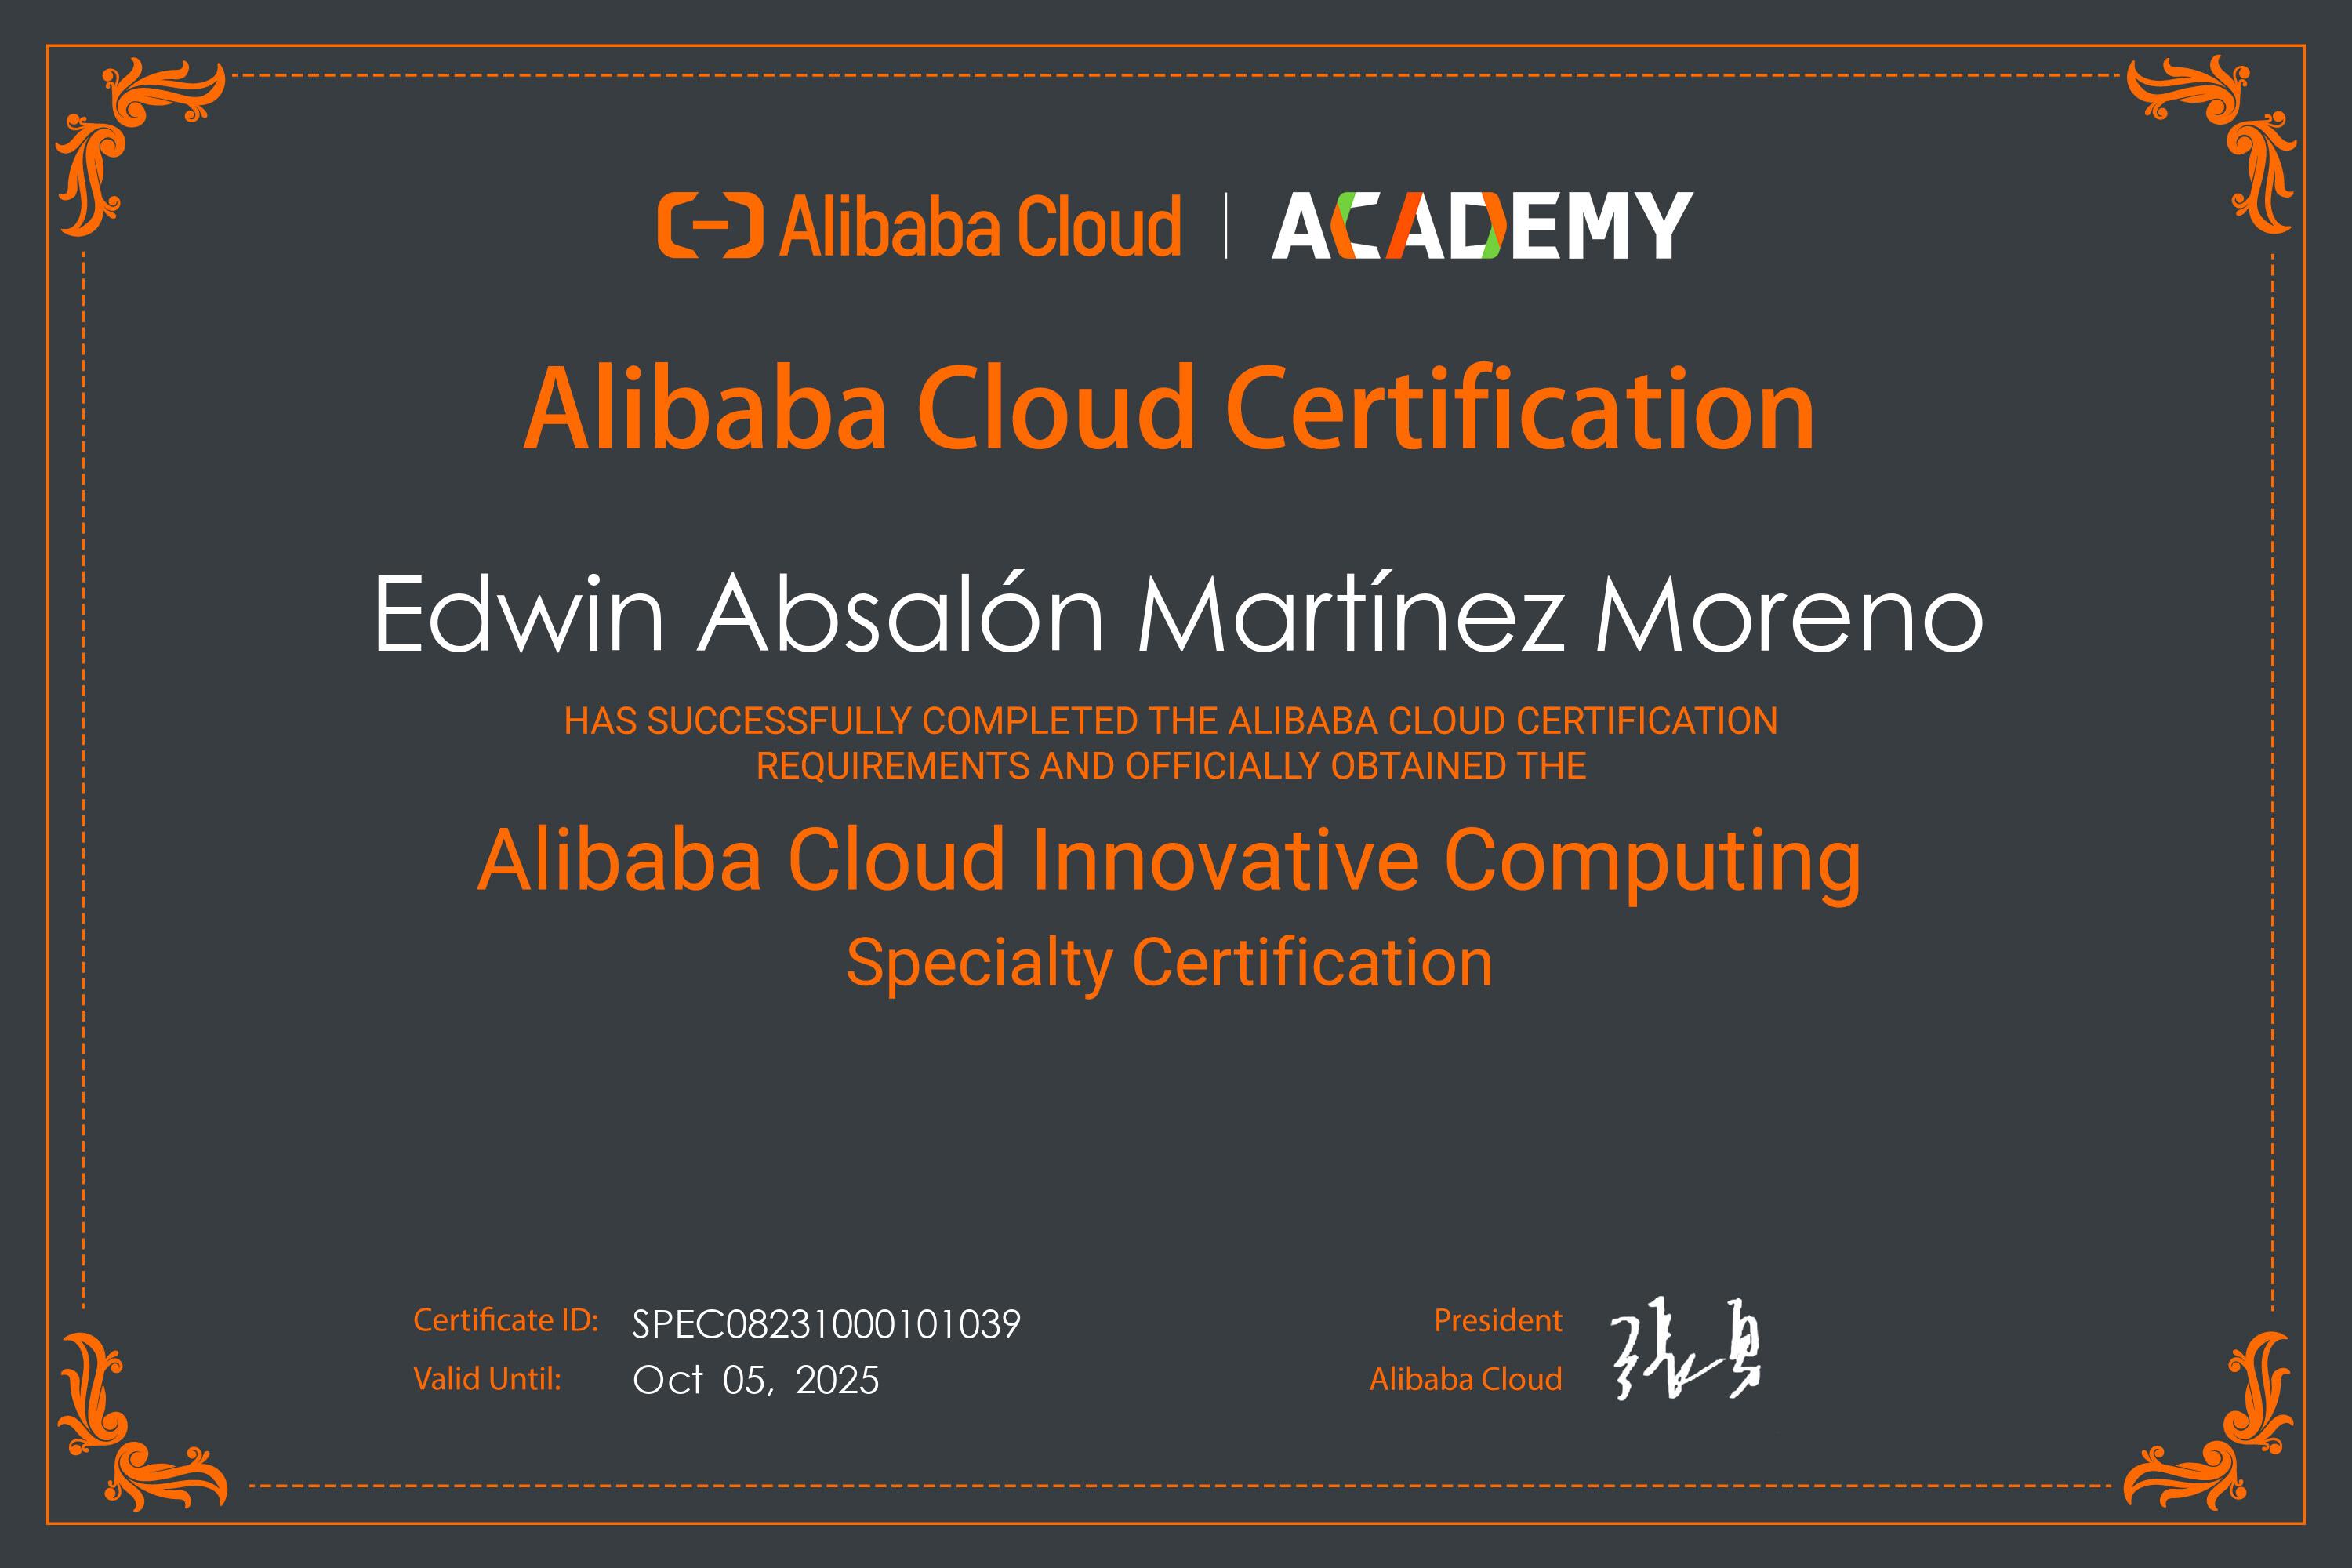 Alibaba Cloud | ACADEMY
Alibaba Cloud Certification
Edwin Absalón Martínez Moreno
HAS SUCCESSFULLY COMPLETED THE ALIBABA CLOUD CERTIFICATION
REQUIREMENTS AND OFFICIALLY OBTAINED THE
Alibaba Cloud Innovative Computing
Specialty Certification
Certificate ID: SPEC08231000101039
Valid Until: Oct 05, 2025
President
Alibaba Cloud